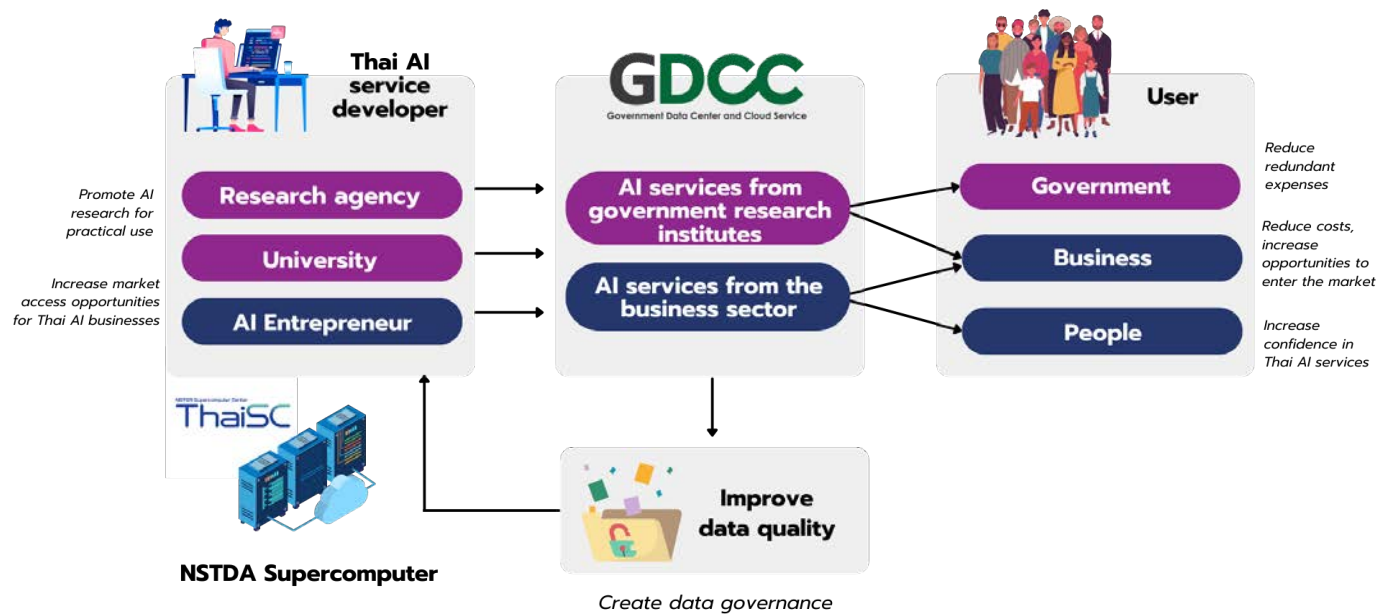 Thai AI
service
developer
Research agency
University
AI Entrepreneur
Promote AI
research for
practical use
Increase market
access opportunities
for Thai AI businesses
NSTDA Supercomputer Center
ThaiSC
NSTDA Supercomputer
GDCC
Government Data Center and Cloud Service
AI services from
government research
institutes
AI services from the
business sector
Improve
data quality
Create data governance
User
Government
Business
People
Reduce
redundant
expenses
Reduce costs,
increase
opportunities to
enter the market
Increase
confidence in
Thai AI services